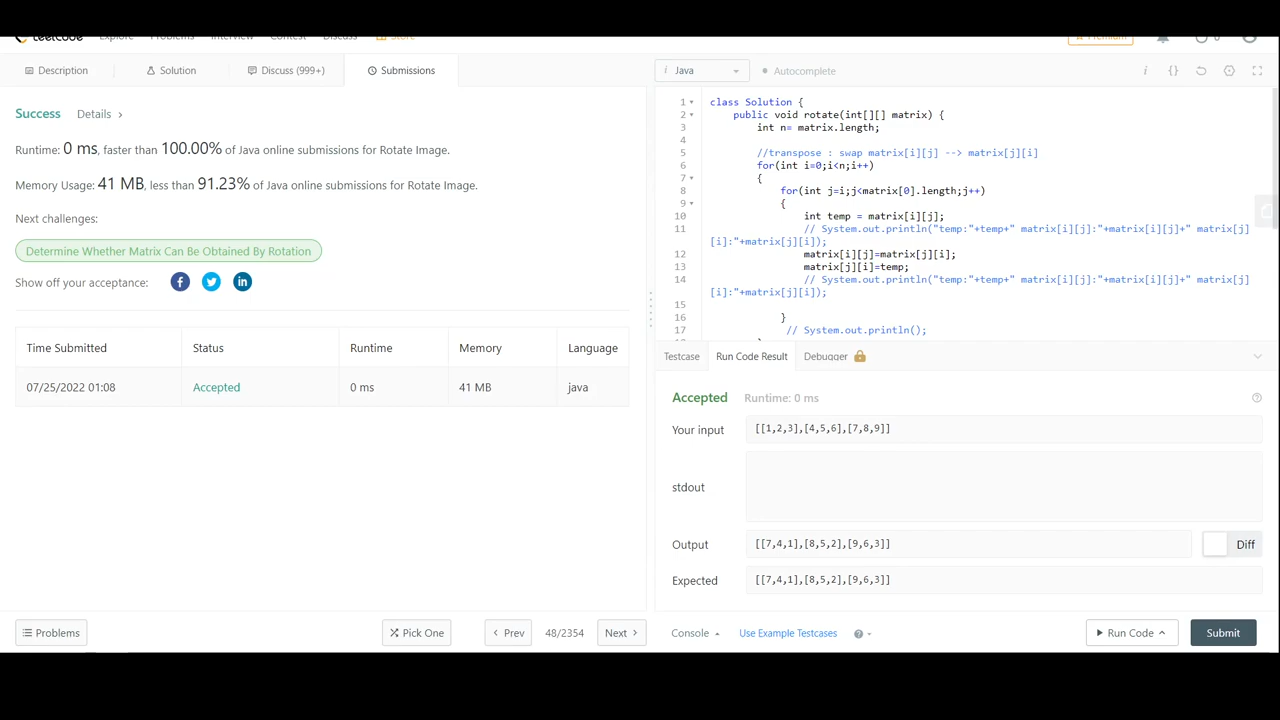 LeetCode Explore Problems Interview Contest Discuss Store Premium 0
Description Solution Discuss (999+) Submissions
Success Details >
Runtime: 0 ms, faster than 100.00% of Java online submissions for Rotate Image.
Memory Usage: 41 MB, less than 91.23% of Java online submissions for Rotate Image.
Next challenges:
Determine Whether Matrix Can Be Obtained By Rotation
Show off your acceptance:
Time Submitted Status Runtime Memory Language
07/25/2022 01:08 Accepted 0 ms 41 MB java
Problems Pick One < Prev 48/2354 Next >
i Java Autocomplete i {}
1 class Solution {
2 public void rotate(int[][] matrix) {
3 int n= matrix.length;
4
5 //transpose : swap matrix[i][j] --> matrix[j][i]
6 for(int i=0;i<n;i++)
7 {
8 for(int j=i;j<matrix[0].length;j++)
9 {
10 int temp = matrix[i][j];
11 // System.out.println("temp:"+temp+" matrix[i][j]:"+matrix[i][j]+" matrix[j]
[i]:"+matrix[j][i]);
12 matrix[i][j]=matrix[j][i];
13 matrix[j][i]=temp;
14 // System.out.println("temp:"+temp+" matrix[i][j]:"+matrix[i][j]+" matrix[j]
[i]:"+matrix[j][i]);
15
16 }
17 // System.out.println();
Testcase Run Code Result Debugger
Accepted Runtime: 0 ms
Your input [[1,2,3],[4,5,6],[7,8,9]]
stdout
Output [[7,4,1],[8,5,2],[9,6,3]] Diff
Expected [[7,4,1],[8,5,2],[9,6,3]]
Console Use Example Testcases ? Run Code Submit